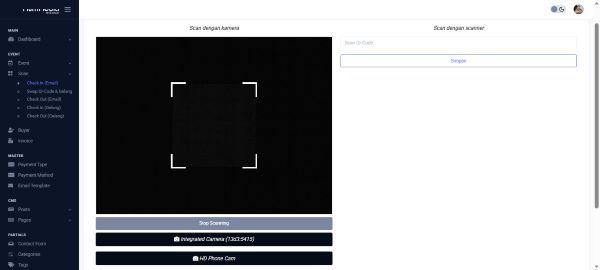 MAIN
Dashboard
EVENT
Event
Scan
Check In (Email)
Swap Qr-Code & Gelang
Check Out (Email)
Check In (Gelang)
Check Out (Gelang)
Buyer
Invoice
MASTER
Payment Type
Payment Method
Email Template
CMS
Posts
Pages
PARTIALS
Contact Form
Categories
Tags
Scan dengan kamera
Stop Scanning
Integrated Camera (13d3:5415)
HD Phone Cam
Scan dengan scanner
Scan Qr Code
Simpan